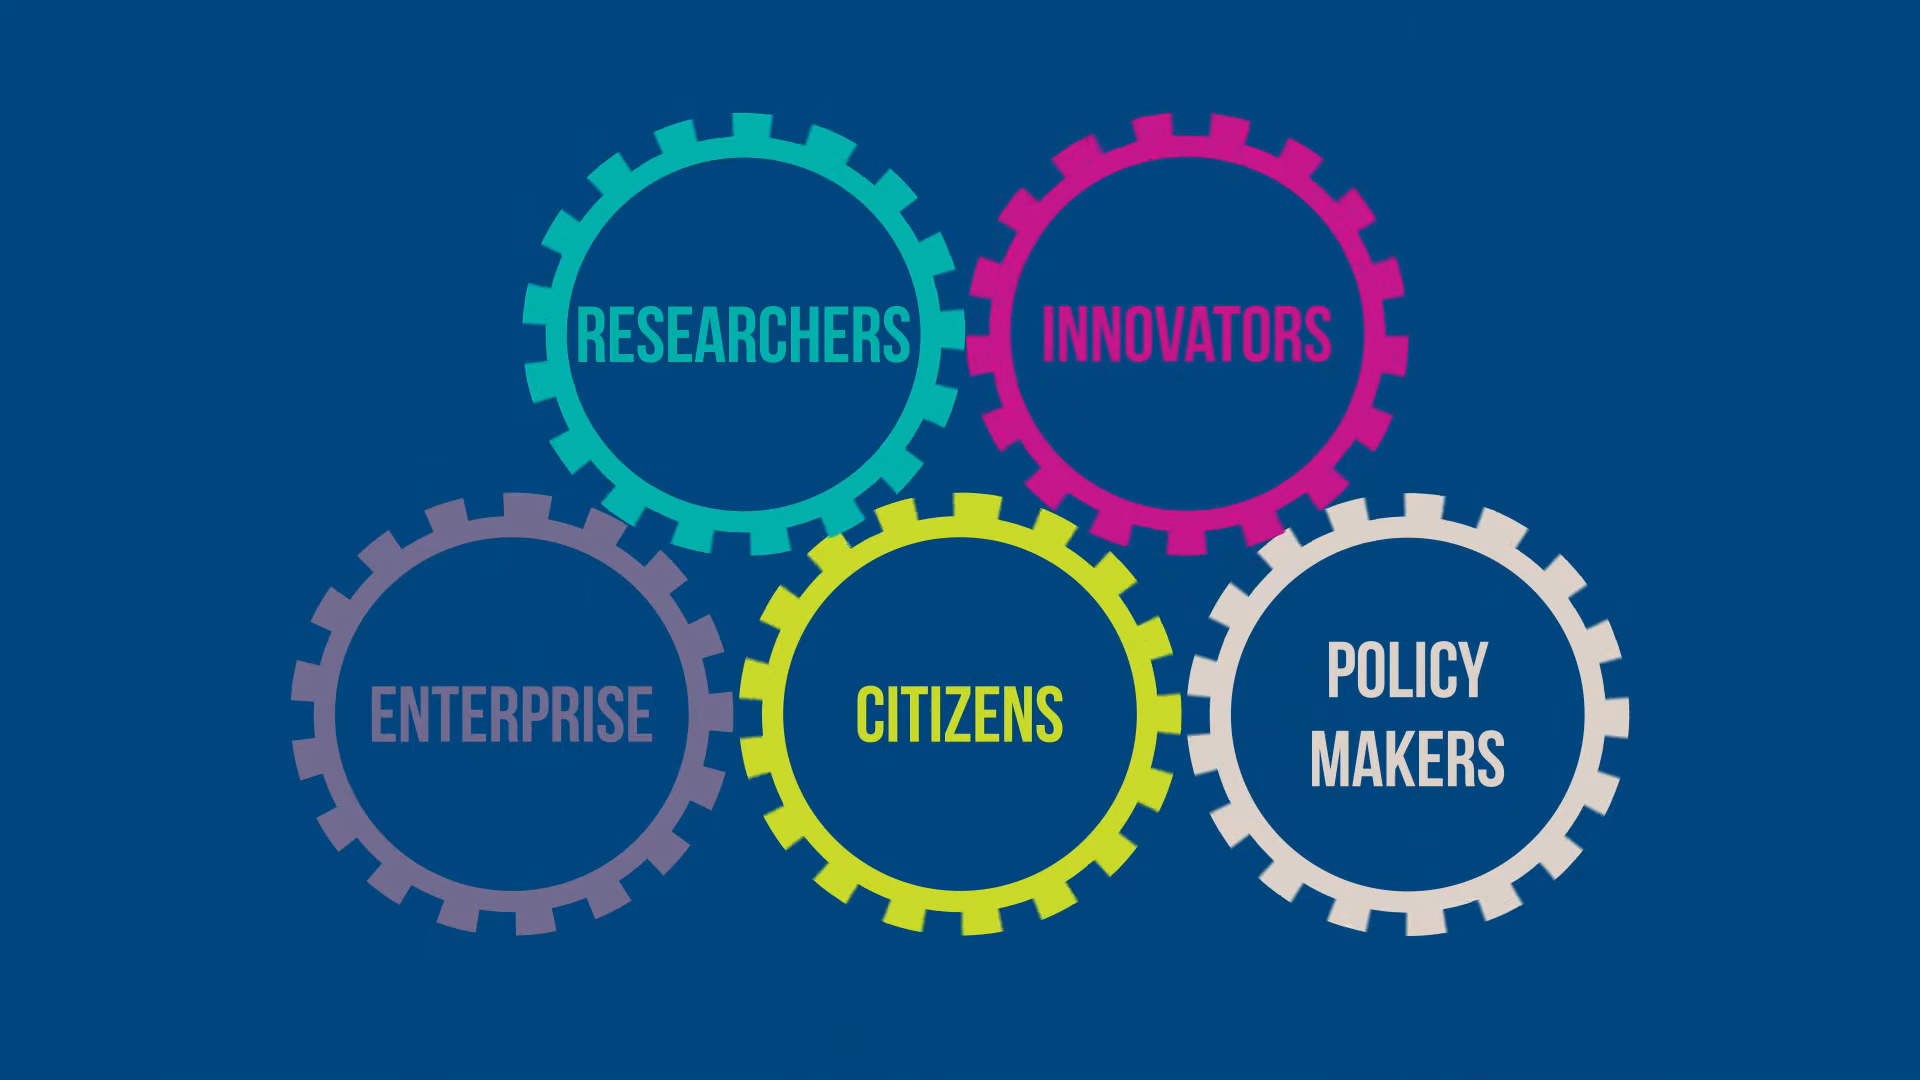 RESEARCHERS
INNOVATORS
ENTERPRISE
CITIZENS
POLICY
MAKERS